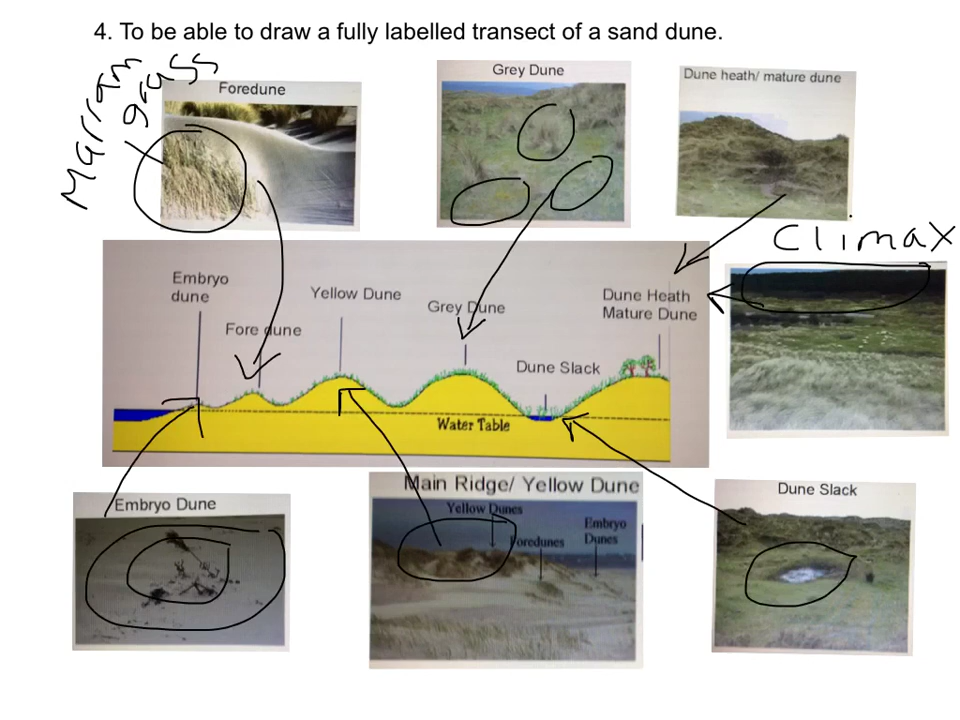 4. To be able to draw a fully labelled transect of a sand dune.
Marram
grass
Foredune
Grey Dune
Dune heath/ mature dune
Climax
Embryo
dune
Fore dune
Yellow Dune
Grey Dune
Dune Slack
Dune Heath
Mature Dune
Water Table
Embryo Dune
Main Ridge/ Yellow Dune
Yellow Dunes
Foredunes
Embryo
Dunes
Dune Slack